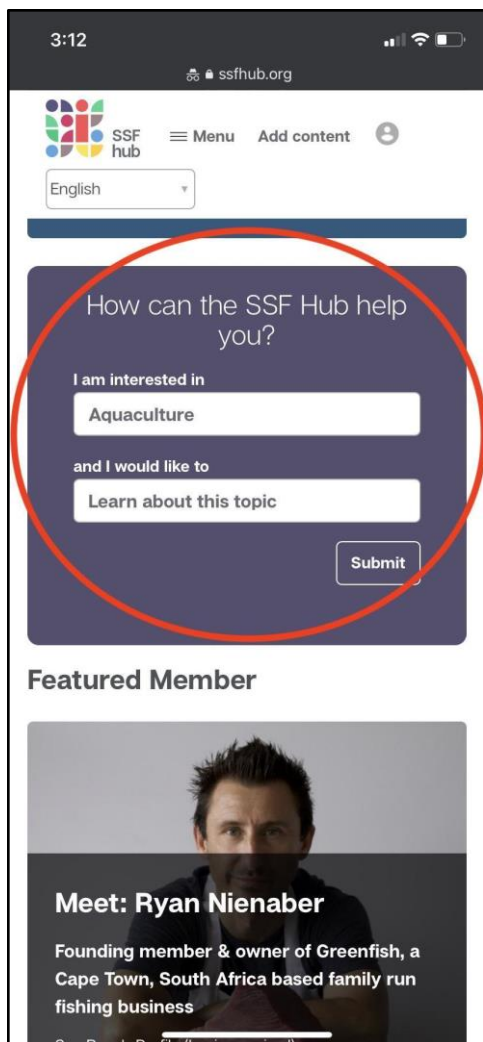 3:12
ssfhub.org
SSF
hub
Menu
Add content
English
How can the SSF Hub help
you?
I am interested in
Aquaculture
and I would like to
Learn about this topic
Submit
Featured Member
Meet: Ryan Nienaber
Founding member & owner of Greenfish, a
Cape Town, South Africa based family run
fishing business